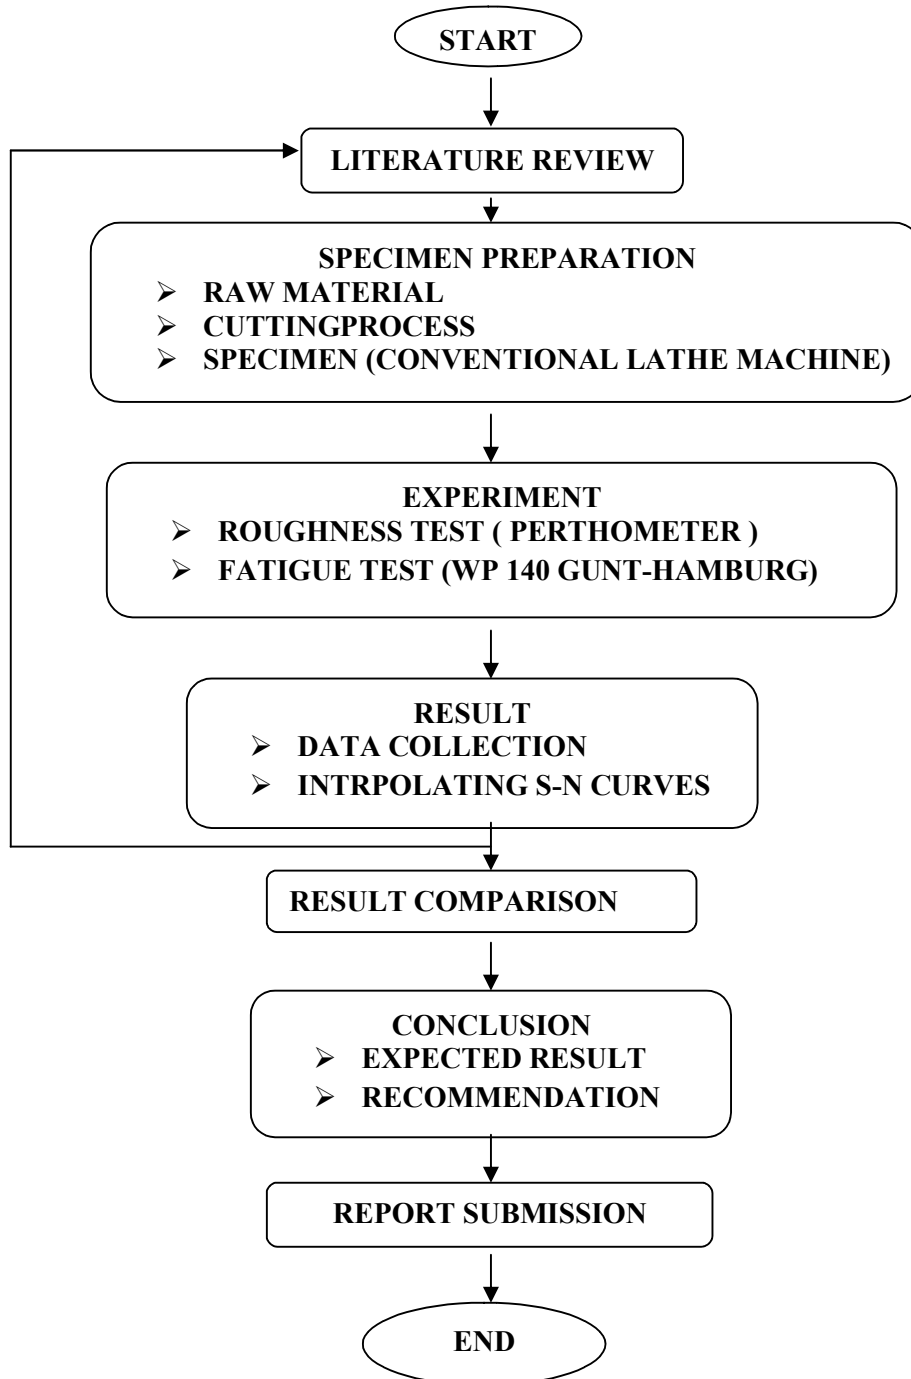 START
LITERATURE REVIEW
SPECIMEN PREPARATION
➢ RAW MATERIAL
➢ CUTTINGPROCESS
➢ SPECIMEN (CONVENTIONAL LATHE MACHINE)
EXPERIMENT
➢ ROUGHNESS TEST ( PERTHOMETER )
➢ FATIGUE TEST (WP 140 GUNT-HAMBURG)
RESULT
➢ DATA COLLECTION
➢ INTRPOLATING S-N CURVES
RESULT COMPARISON
CONCLUSION
➢ EXPECTED RESULT
➢ RECOMMENDATION
REPORT SUBMISSION
END